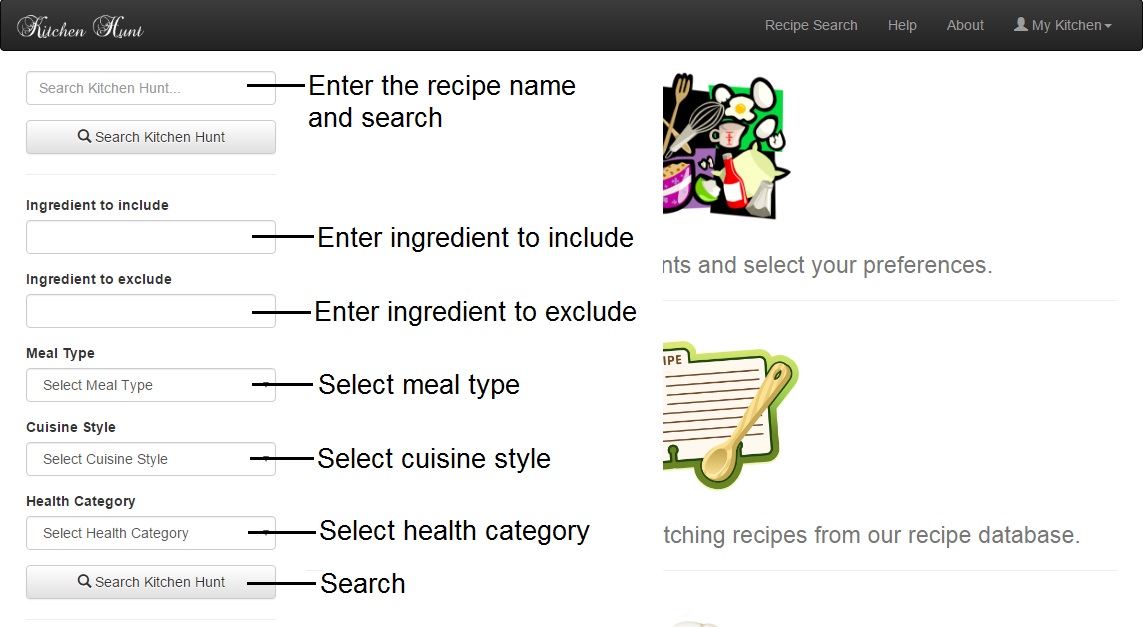 Kitchen Hunt
Recipe Search Help About My Kitchen
Search Kitchen Hunt...
Enter the recipe name
and search
Search Kitchen Hunt
Ingredient to include
Enter ingredient to include
nts and select your preferences.
Ingredient to exclude
Enter ingredient to exclude
Meal Type
IPE
Select Meal Type
Select meal type
Cuisine Style
Select Cuisine Style
Select cuisine style
Health Category
Select Health Category
Select health category
tching recipes from our recipe database.
Search Kitchen Hunt
Search